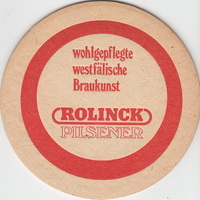 wohlgepflegte
westfälische
Braukunst
ROLINCK
PILSENER